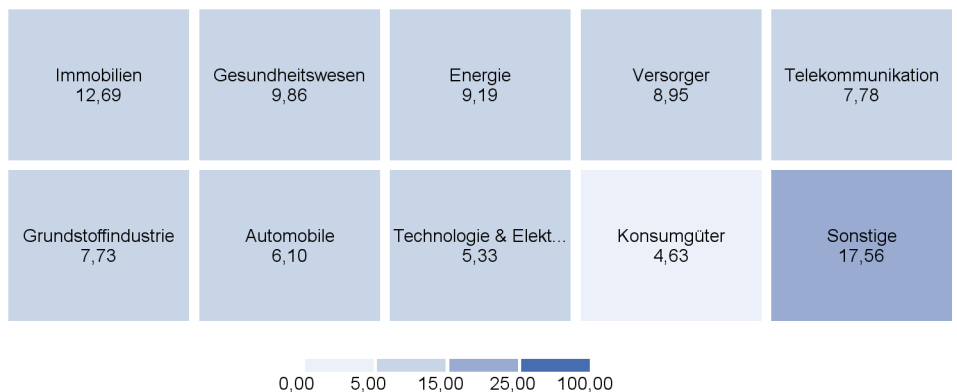 Immobilien
12,69
Gesundheitswesen
9,86
Energie
9,19
Versorger
8,95
Telekommunikation
7,78
Grundstoffindustrie
7,73
Automobile
6,10
Technologie & Elekt...
5,33
Konsumgüter
4,63
Sonstige
17,56
0,00 5,00 15,00 25,00 100,00